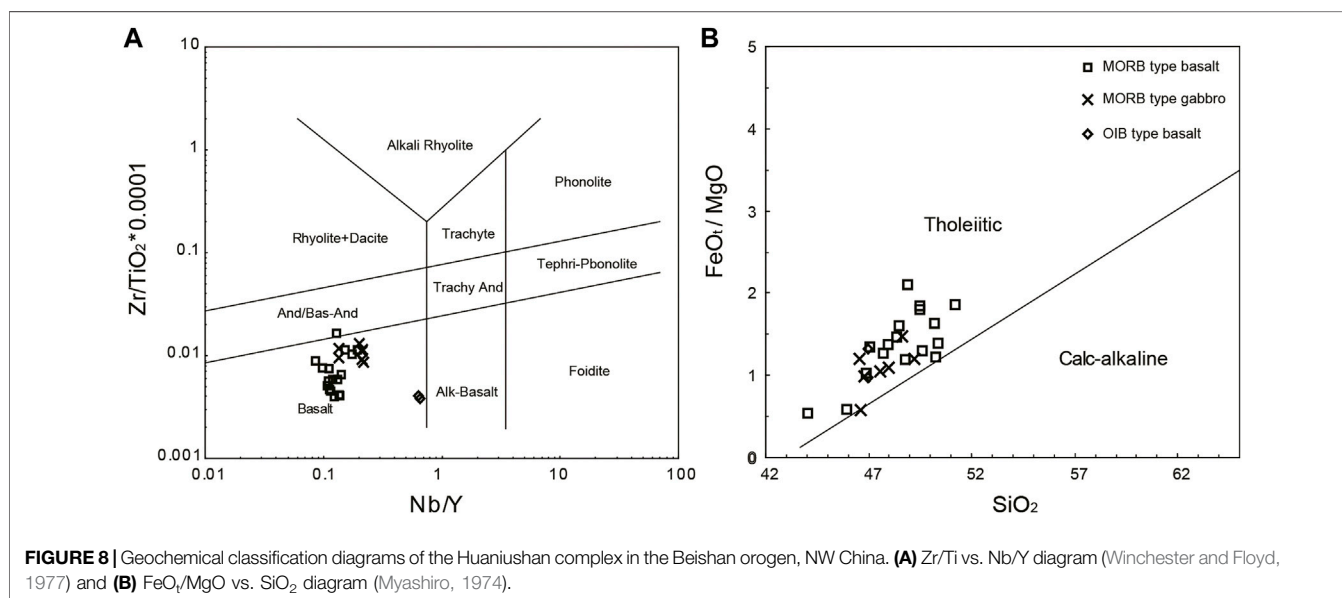 A
10
1
0.1
0.01
0.001
0.01
0.1
1
10
100
Zr/TiO₂*0.0001
Nb/Y
Alkali Rhyolite
Phonolite
Rhyolite+Dacite
Trachyte
Tephri-Pbonolite
Trachy And
And/Bas-And
Foidite
Alk-Basalt
Basalt
B
5
4
3
2
1
0
42
47
52
57
62
FeOₜ/MgO
SiO₂
MORB type basalt
MORB type gabbro
OIB type basalt
Tholeiitic
Calc-alkaline
FIGURE 8 | Geochemical classification diagrams of the Huaniushan complex in the Beishan orogen, NW China. (A) Zr/Ti vs. Nb/Y diagram (Winchester and Floyd,
1977) and (B) FeOₜ/MgO vs. SiO₂ diagram (Myashiro, 1974).